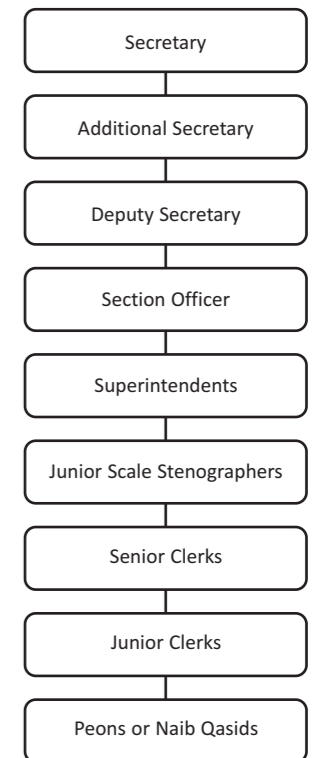 Secretary
Additional Secretary
Deputy Secretary
Section Officer
Superintendents
Junior Scale Stenographers
Senior Clerks
Junior Clerks
Peons or Naib Qasids